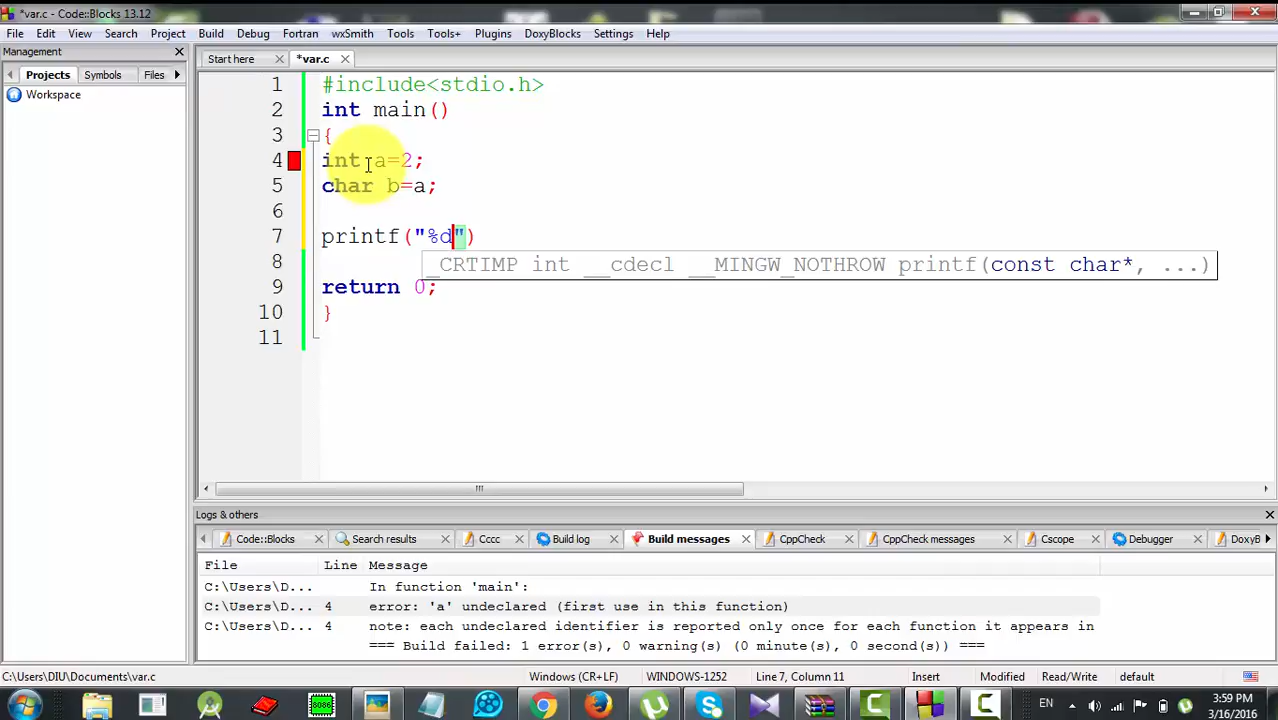 *var.c - Code::Blocks 13.12
File Edit View Search Project Build Debug Fortran wxSmith Tools Tools+ Plugins DoxyBlocks Settings Help
Management
Start here *var.c
Projects Symbols Files
Workspace
1 #include<stdio.h>
2 int main()
3 {
4 int a=2;
5 char b=a;
6
7 printf("%d")
_CRTIMP int __cdecl __MINGW_NOTHROW printf(const char*, ...)
8
9 return 0;
10 }
11
Logs & others
Code::Blocks Search results Cccc Build log Build messages CppCheck CppCheck messages Cscope Debugger DoxyB
File Line Message
C:\Users\D... In function 'main':
C:\Users\D... 4 error: 'a' undeclared (first use in this function)
C:\Users\D... 4 note: each undeclared identifier is reported only once for each function it appears in
=== Build failed: 1 error(s), 0 warning(s) (0 minute(s), 0 second(s)) ===
C:\Users\DIU\Documents\var.c Windows (CR+LF) WINDOWS-1252 Line 7, Column 11 Insert Modified Read/Write default
8086
EN
3:59 PM
3/16/2016